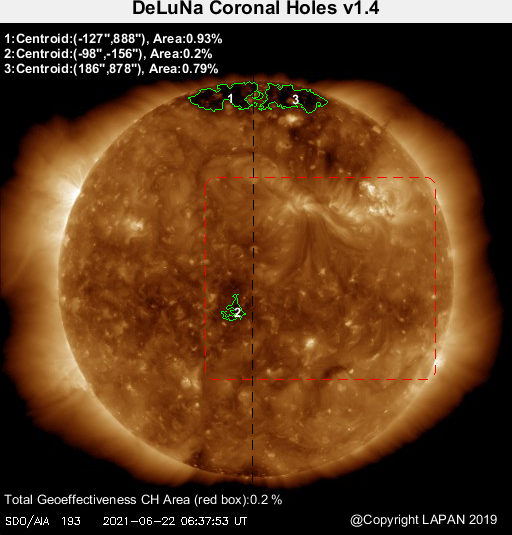 DeLuNa Coronal Holes v1.4
1:Centroid:(-127",888"), Area:0.93%
2:Centroid:(-98",-156"), Area:0.2%
3:Centroid:(186",878"), Area:0.79%
1
3
2
Total Geoeffectiveness CH Area (red box):0.2 %
SDO/AIA 193 2021-06-22 06:37:53 UT
@Copyright LAPAN 2019